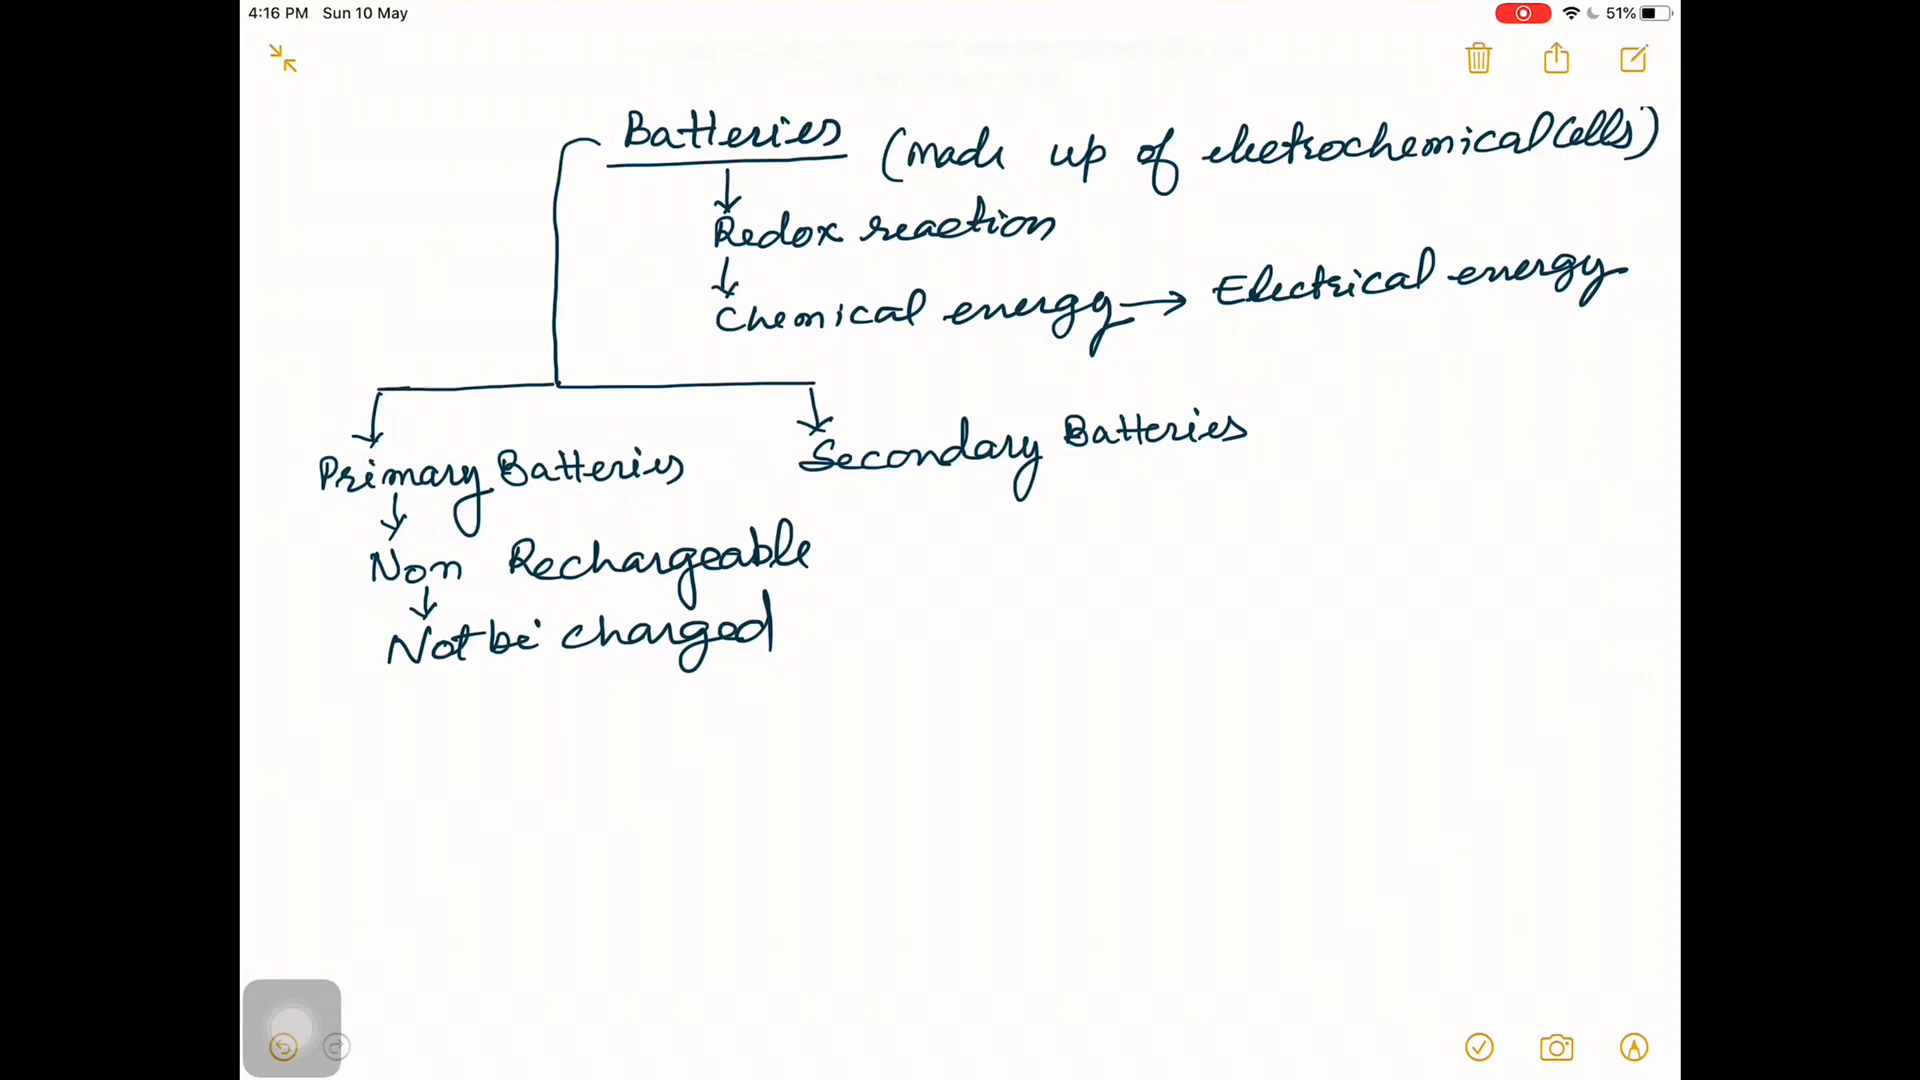 4:16 PM Sun 10 May
51%
Batteries (made up of electrochemical cells)
Redox reaction
Chemical energy → Electrical energy
Primary Batteries
Secondary Batteries
Non Rechargeable
Not be charged